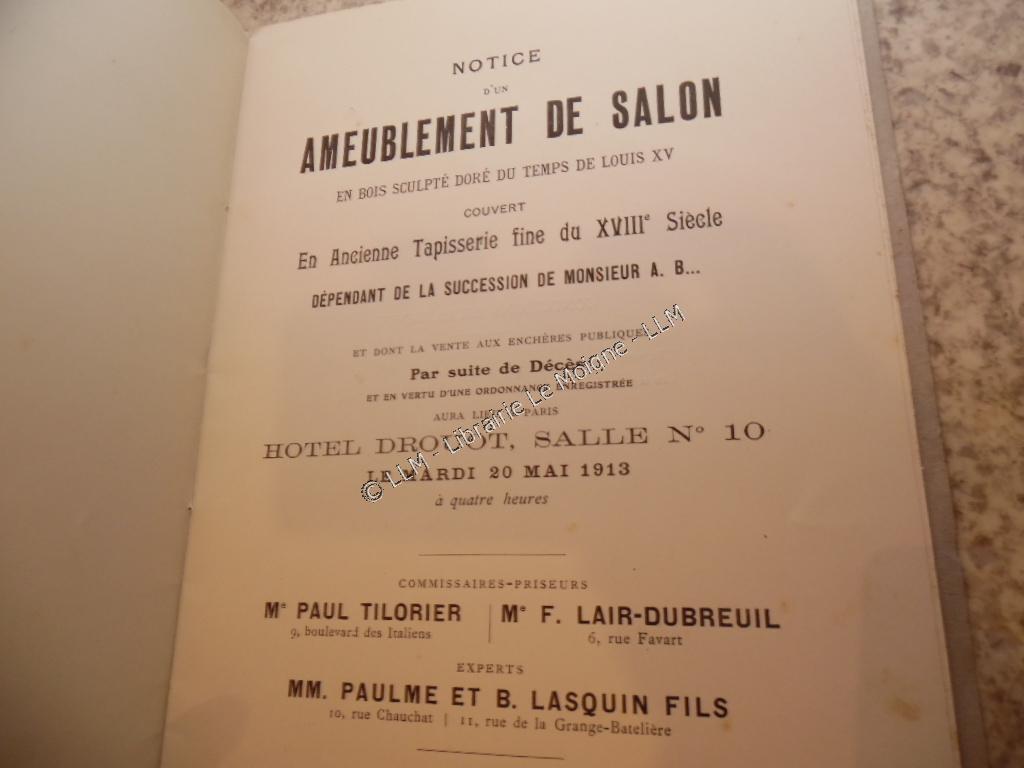 NOTICE
D'UN
AMEUBLEMENT DE SALON
EN BOIS SCULPTÉ DORÉ DU TEMPS DE LOUIS XV
COUVERT
En Ancienne Tapisserie fine du XVIIIe Siècle
DÉPENDANT DE LA SUCCESSION DE MONSIEUR A. B...
ET DONT LA VENTE AUX ENCHÈRES PUBLIQUES
Par suite de Décès
ET EN VERTU D'UNE ORDONNANCE ENREGISTRÉE
AURA LIEU A PARIS
HOTEL DROUOT, SALLE No 10
LE MARDI 20 MAI 1913
à quatre heures
© LLM - Librairie Le Moigne - LLM
COMMISSAIRES-PRISEURS
Me PAUL TILORIER | Me F. LAIR-DUBREUIL
9, boulevard des Italiens | 6, rue Favart
EXPERTS
MM. PAULME ET B. LASQUIN FILS
10, rue Chauchat | 11, rue de la Grange-Batelière